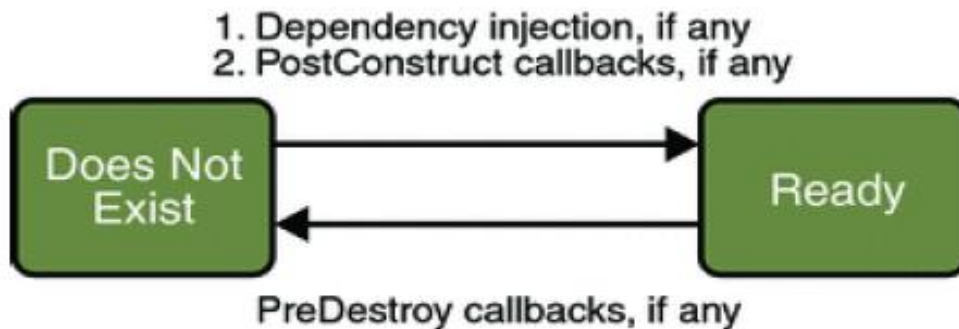 1. Dependency injection, if any
2. PostConstruct callbacks, if any
Does Not
Exist
Ready
PreDestroy callbacks, if any